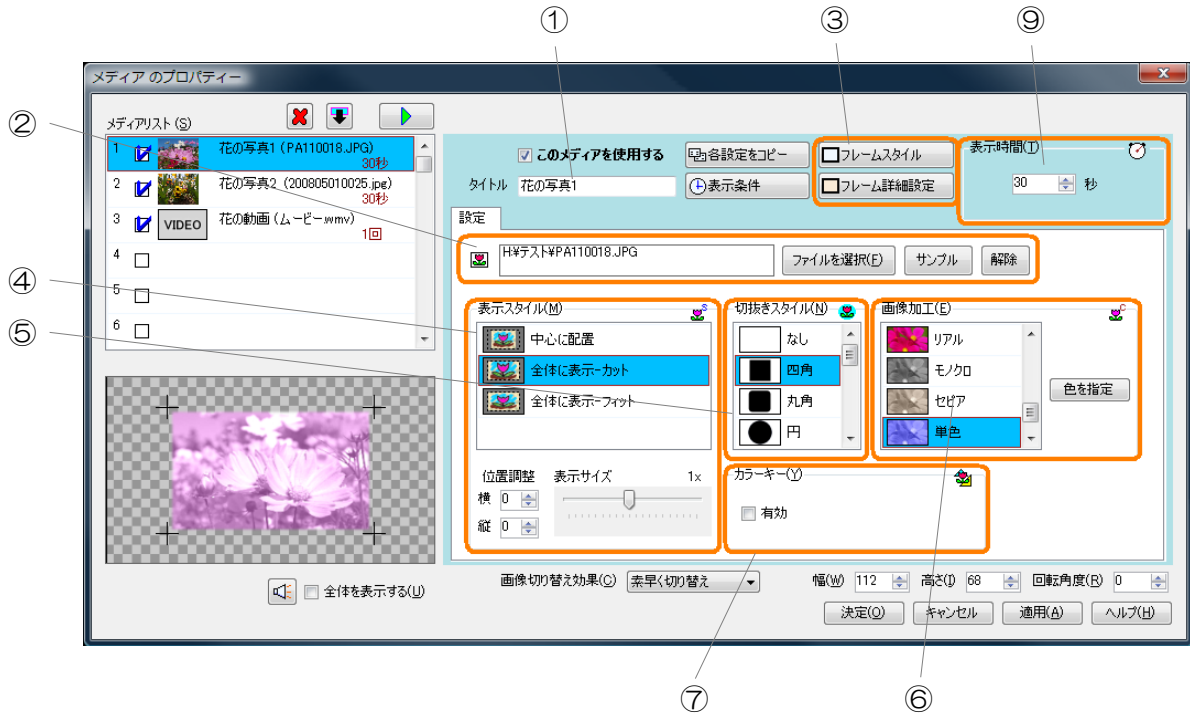 ① ③ ⑨
メディア のプロパティー
②
メディアリスト (S)
1 花の写真1 (PA110018.JPG)
30秒
2 花の写真2 (200805010025.jpg)
30秒
3 VIDEO 花の動画 (ムービー.wmv)
1回
4
5
6
このメディアを使用する 各設定をコピー フレームスタイル 表示時間(T)
タイトル 花の写真1 表示条件 フレーム詳細設定 30 秒
設定
H:¥テスト¥PA110018.JPG ファイルを選択(F) サンプル 解除
④
⑤
表示スタイル(M) S
中心に配置
全体に表示-カット
全体に表示-フィット
位置調整 表示サイズ 1x
横 0
縦 0
切抜きスタイル(N)
なし
四角
丸角
円
画像加工(E) C
リアル
モノクロ
セピア
単色
色を指定
カラーキー(Y)
有効
全体を表示する(U) 画像切り替え効果(C) 素早く切り替え 幅(W) 112 高さ(I) 68 回転角度(R) 0
決定(O) キャンセル 適用(A) ヘルプ(H)
⑦ ⑥